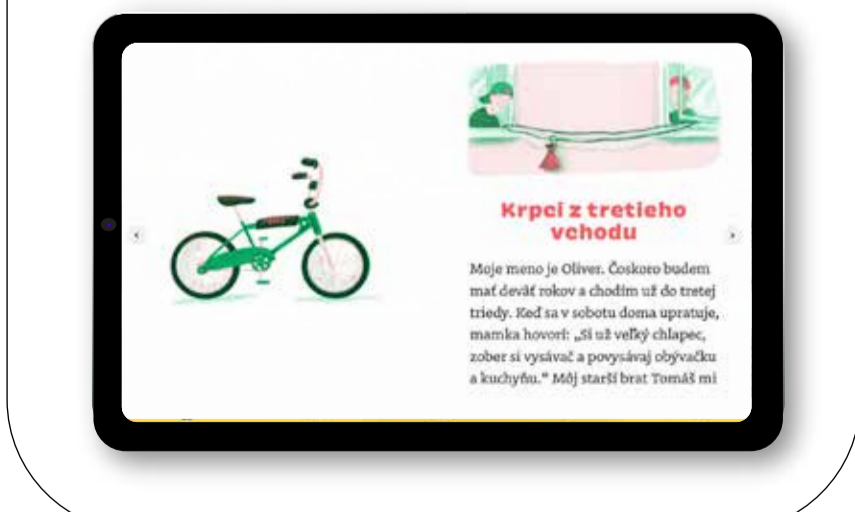 Krpci z tretieho
vchodu
Moje meno je Oliver. Čoskoro budem
mať deväť rokov a chodím už do tretej
triedy. Keď sa v sobotu doma upratuje,
mamka hovorí: „Si už veľký chlapec,
zober si vysávač a povysávaj obývačku
a kuchyňu.“ Môj starší brat Tomáš mi